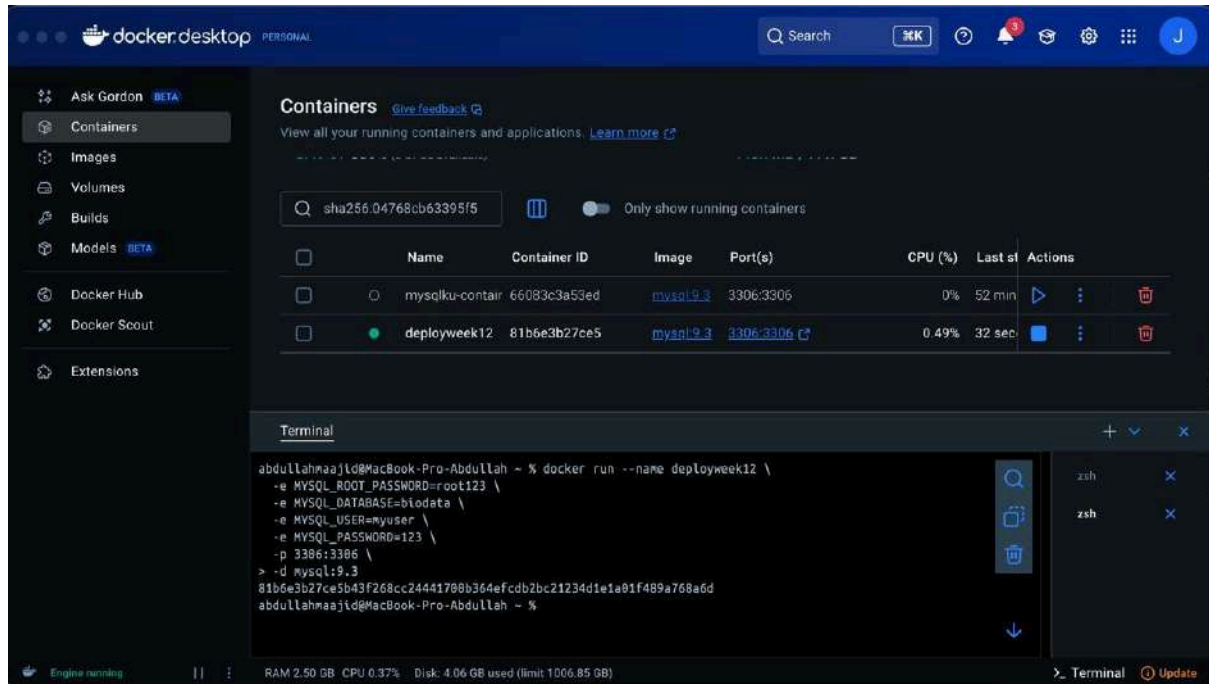 docker.desktop PERSONAL
Search
⌘K
3
J
Ask Gordon BETA
Containers
Images
Volumes
Builds
Models BETA
Docker Hub
Docker Scout
Extensions
Containers Give feedback
View all your running containers and applications. Learn more
sha256:04768cb63395f5
Only show running containers
Name Container ID Image Port(s) CPU (%) Last st Actions
mysqlku-contair 66083c3a53ed mysql:9.3 3306:3306 0% 52 min
deployweek12 81b6e3b27ce5 mysql:9.3 3306:3306 0.49% 32 sec
Terminal
abdullahmaajid@MacBook-Pro-Abdullah ~ % docker run --name deployweek12 \
-e MYSQL_ROOT_PASSWORD=root123 \
-e MYSQL_DATABASE=biodata \
-e MYSQL_USER=myuser \
-e MYSQL_PASSWORD=123 \
-p 3306:3306 \
> -d mysql:9.3
abdullahmaajid@MacBook-Pro-Abdullah ~ %
zsh
zsh
Engine running
RAM 2.50 GB CPU 0.37% Disk: 4.06 GB used (limit 1006.85 GB)
>_ Terminal
Update